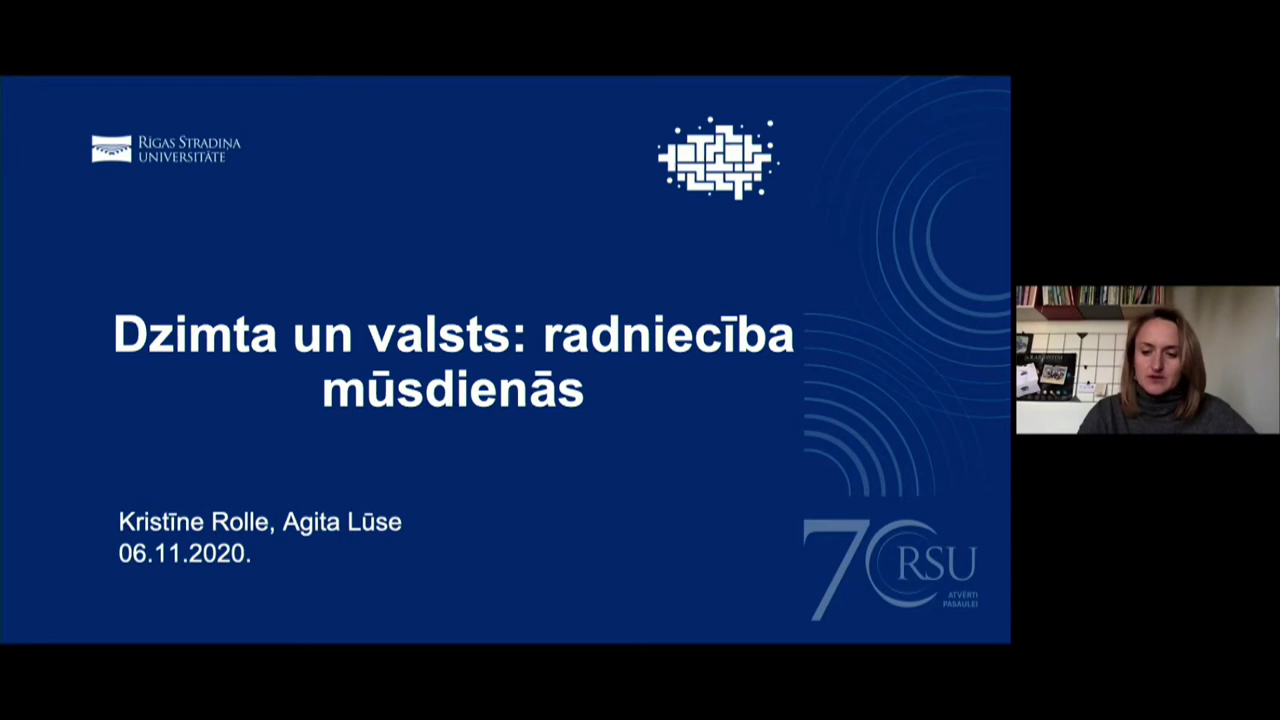 RĪGAS STRADIŅA
UNIVERSITĀTE
Dzimta un valsts: radniecība
mūsdienās
Kristīne Rolle, Agita Lūse
06.11.2020.
70 RSU
ATVĒRTI
PASAULEI